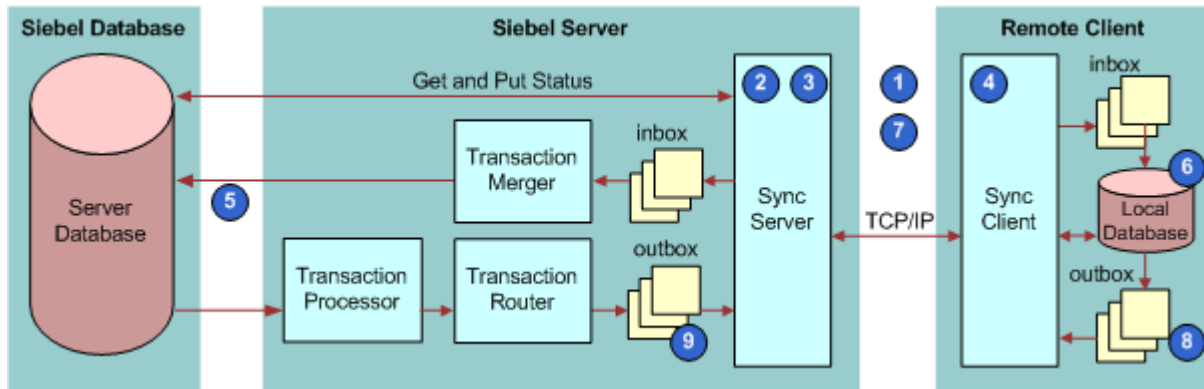 Siebel Database
Siebel Server
Remote Client
Server
Database
Get and Put Status
5
Transaction
Merger
inbox
Transaction
Processor
Transaction
Router
outbox
9
2
3
Sync
Server
1
7
TCP/IP
4
Sync
Client
inbox
6
Local
Database
outbox
8